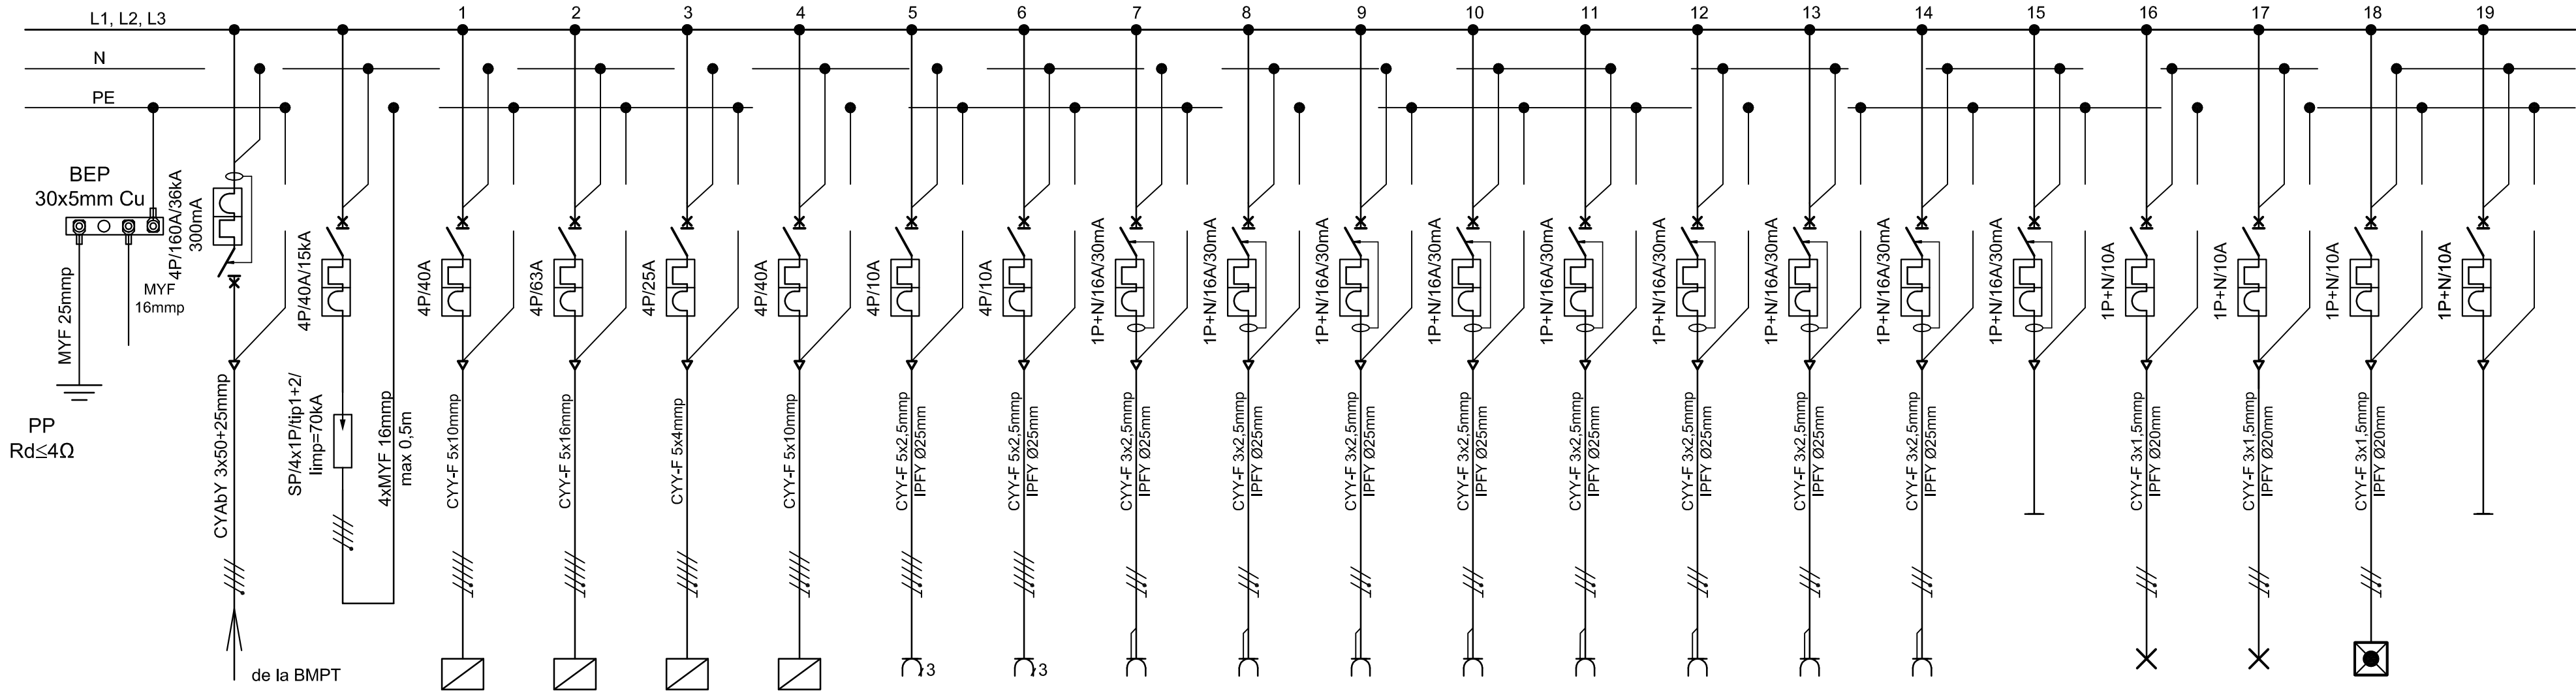 L1, L2, L3
1 2 3 4 5 6 7 8 9 10 11 12 13 14 15 16 17 18 19
N
PE
BEP
30x5mm Cu
MYF 25mmp
MYF
16mmp
PP
Rd≤4Ω
4P/160A/36kA
300mA
CYAbY 3x50+25mmp
de la BMPT
4P/40A/15kA
SP/4x1P/tip1+2/
Iimp=70kA
4xMYF 16mmp
max 0,5m
4P/40A
CYY-F 5x10mmp
4P/63A
CYY-F 5x16mmp
4P/25A
CYY-F 5x4mmp
4P/40A
CYY-F 5x10mmp
4P/10A
CYY-F 5x2,5mmp
IPFY Ø25mm
3
4P/10A
CYY-F 5x2,5mmp
IPFY Ø25mm
3
1P+N/16A/30mA
CYY-F 3x2,5mmp
IPFY Ø25mm
1P+N/16A/30mA
CYY-F 3x2,5mmp
IPFY Ø25mm
1P+N/16A/30mA
CYY-F 3x2,5mmp
IPFY Ø25mm
1P+N/16A/30mA
CYY-F 3x2,5mmp
IPFY Ø25mm
1P+N/16A/30mA
CYY-F 3x2,5mmp
IPFY Ø25mm
1P+N/16A/30mA
CYY-F 3x2,5mmp
IPFY Ø25mm
1P+N/16A/30mA
CYY-F 3x2,5mmp
IPFY Ø25mm
1P+N/16A/30mA
CYY-F 3x2,5mmp
IPFY Ø25mm
1P+N/16A/30mA
1P+N/10A
CYY-F 3x1,5mmp
IPFY Ø20mm
1P+N/10A
CYY-F 3x1,5mmp
IPFY Ø20mm
1P+N/10A
CYY-F 3x1,5mmp
IPFY Ø20mm
1P+N/10A